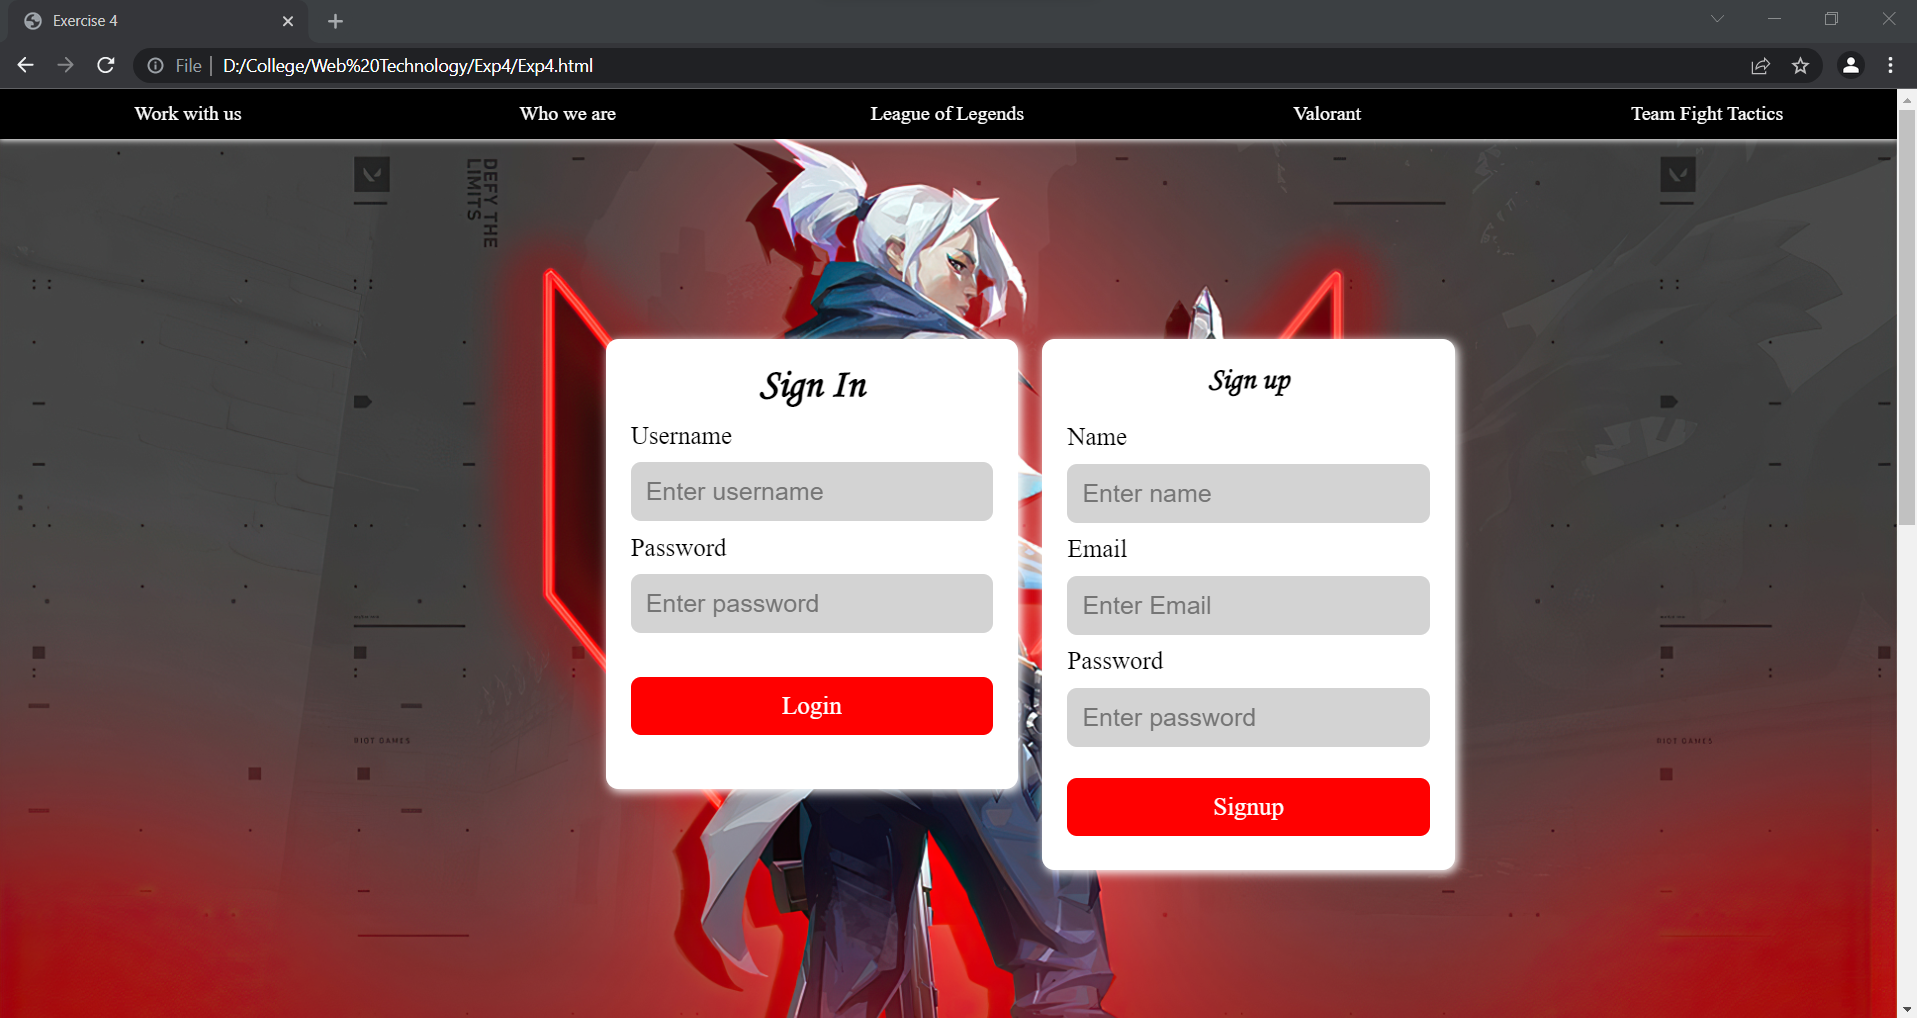 Exercise 4
File
D:/College/Web%20Technology/Exp4/Exp4.html
Work with us
Who we are
League of Legends
Valorant
Team Fight Tactics
DEFY THE
LIMITS
Sign In
Username
Enter username
Password
Enter password
Login
Sign up
Name
Enter name
Email
Enter Email
Password
Enter password
Signup
RIOT GAMES
RIOT GAMES